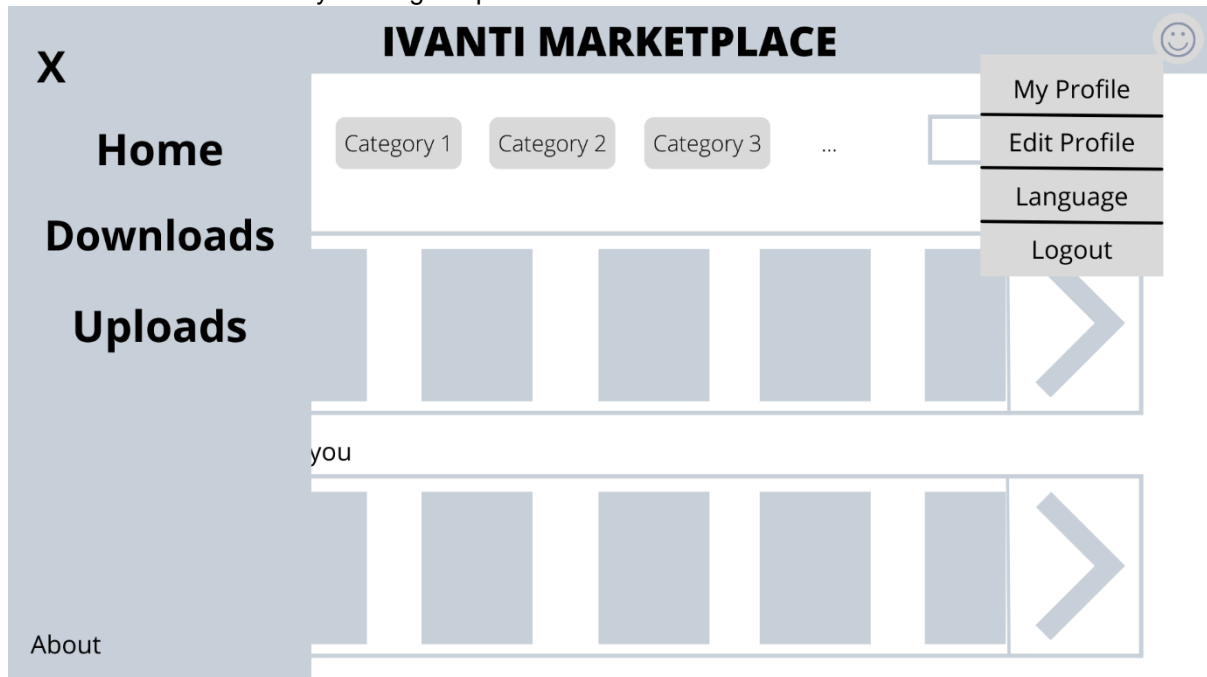 IVANTI MARKETPLACE
X
My Profile
Home
Category 1 Category 2 Category 3 ...
Edit Profile
Language
Downloads
Logout
Uploads
you
About